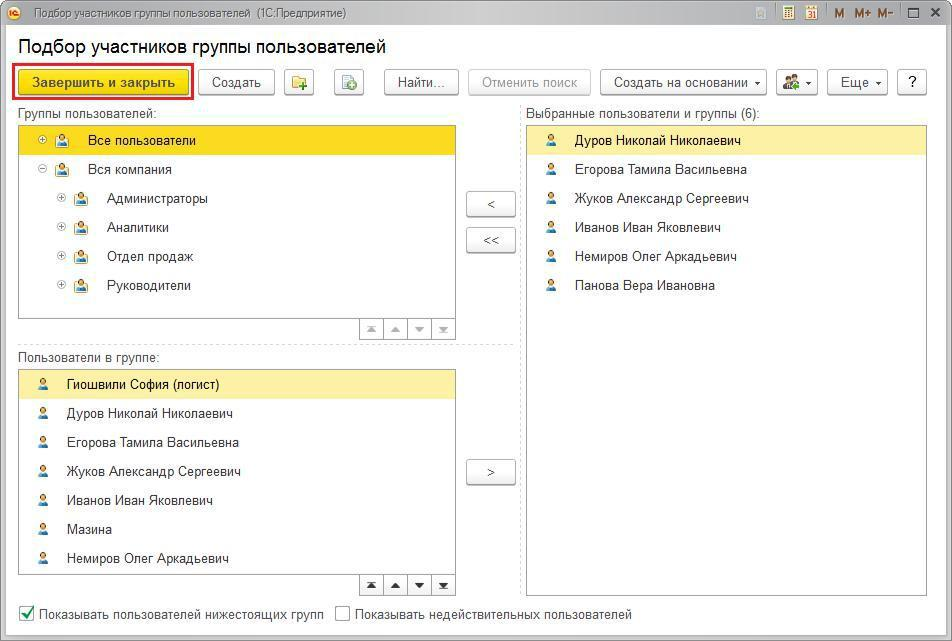 Подбор участников группы пользователей (1С:Предприятие)
31 M M+ M-
Подбор участников группы пользователей
Завершить и закрыть Создать Найти... Отменить поиск Создать на основании Еще ?
Группы пользователей:
Все пользователи
Вся компания
Администраторы
Аналитики
Отдел продаж
Руководители
<
<<
Выбранные пользователи и группы (6):
Дуров Николай Николаевич
Егорова Тамила Васильевна
Жуков Александр Сергеевич
Иванов Иван Яковлевич
Немиров Олег Аркадьевич
Панова Вера Ивановна
Пользователи в группе:
Гиошвили София (логист)
Дуров Николай Николаевич
Егорова Тамила Васильевна
Жуков Александр Сергеевич
Иванов Иван Яковлевич
Мазина
Немиров Олег Аркадьевич
>
Показывать пользователей нижестоящих групп Показывать недействительных пользователей